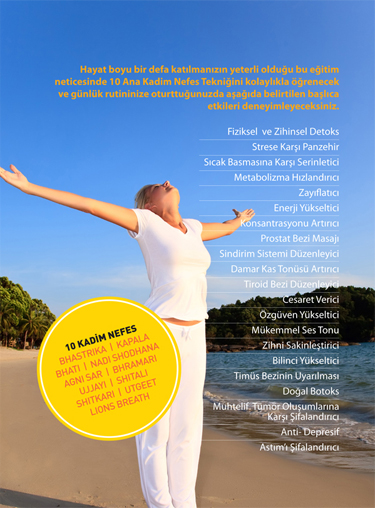 Hayat boyu bir defa katılmanızın yeterli olduğu bu eğitim
neticesinde 10 Ana Kadim Nefes Tekniğini kolaylıkla öğrenecek
ve günlük rutininize oturttuğunuzda aşağıda belirtilen başlıca
etkileri deneyimleyeceksiniz.
Fiziksel ve Zihinsel Detoks
Strese Karşı Panzehir
Sıcak Basmasına Karşı Serinletici
Metabolizma Hızlandırıcı
Zayıflatıcı
Enerji Yükseltici
Konsantrasyonu Artırıcı
Prostat Bezi Masajı
Sindirim Sistemi Düzenleyici
Damar Kas Tonüsü Artırıcı
Tiroid Bezi Düzenleyici
Cesaret Verici
Özgüven Yükseltici
Mükemmel Ses Tonu
Zihni Sakinleştirici
Bilinci Yükseltici
Timüs Bezinin Uyarılması
Doğal Botoks
Muhtelif, Tümör Oluşumlarına
Karşı Şifalandırıcı
Anti- Depresif
Astım'ı Şifalandırıcı
10 KADİM NEFES
BHASTRIKA | KAPALA
BHATI | NADI SHODHANA
AGNI SAR | BHRAMARI
UJJAYI | SHITALI
SHITKARI | UTGEET
LIONS BREATH